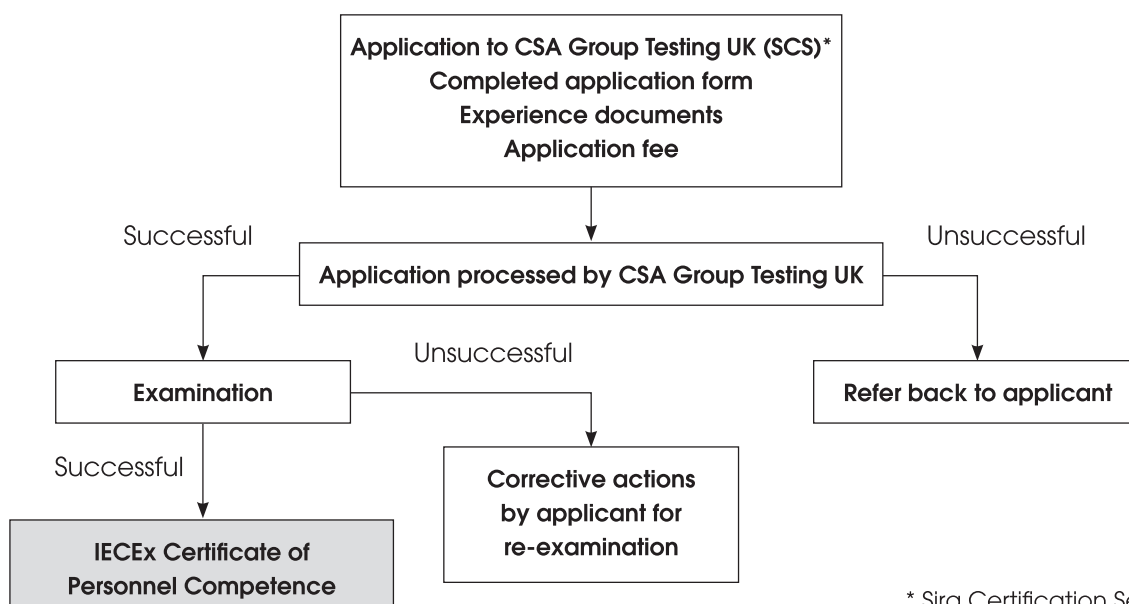 Application to CSA Group Testing UK (SCS)*
Completed application form
Experience documents
Application fee
Successful
Unsuccessful
Application processed by CSA Group Testing UK
Unsuccessful
Examination
Refer back to applicant
Successful
Corrective actions
by applicant for
re-examination
IECEx Certificate of
Personnel Competence
* Sira Certification